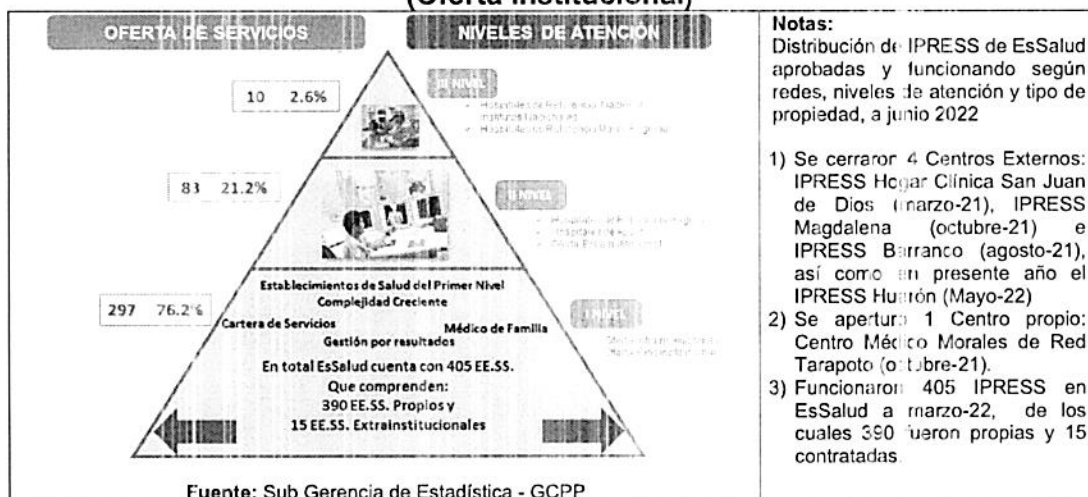 (Oferta Institucional)
OFERTA DE SERVICIOS
NIVELES DE ATENCIÓN
10 2.6%
III NIVEL
83 21.2%
II NIVEL
297 76.2%
I NIVEL
Establecimientos de Salud del Primer Nivel
Complejidad Creciente
Cartera de Servicios
Médico de Familia
Gestión por resultados
En total EsSalud cuenta con 405 EE.SS.
Que comprenden:
390 EE.SS. Propios y
15 EE.SS. Extrainstitucionales
Fuente: Sub Gerencia de Estadística - GCPP
Notas:
Distribución de IPRESS de EsSalud
aprobadas y funcionando según
redes, niveles de atención y tipo de
propiedad, a junio 2022
1) Se cerraron 4 Centros Externos:
IPRESS Hogar Clínica San Juan
de Dios (marzo-21), IPRESS
Magdalena (octubre-21) e
IPRESS Barranco (agosto-21),
así como en presente año el
IPRESS Huarón (Mayo-22)
2) Se apertura 1 Centro propio:
Centro Médico Morales de Red
Tarapoto (octubre-21).
3) Funcionaron 405 IPRESS en
EsSalud a marzo-22, de los
cuales 390 fueron propias y 15
contratadas.